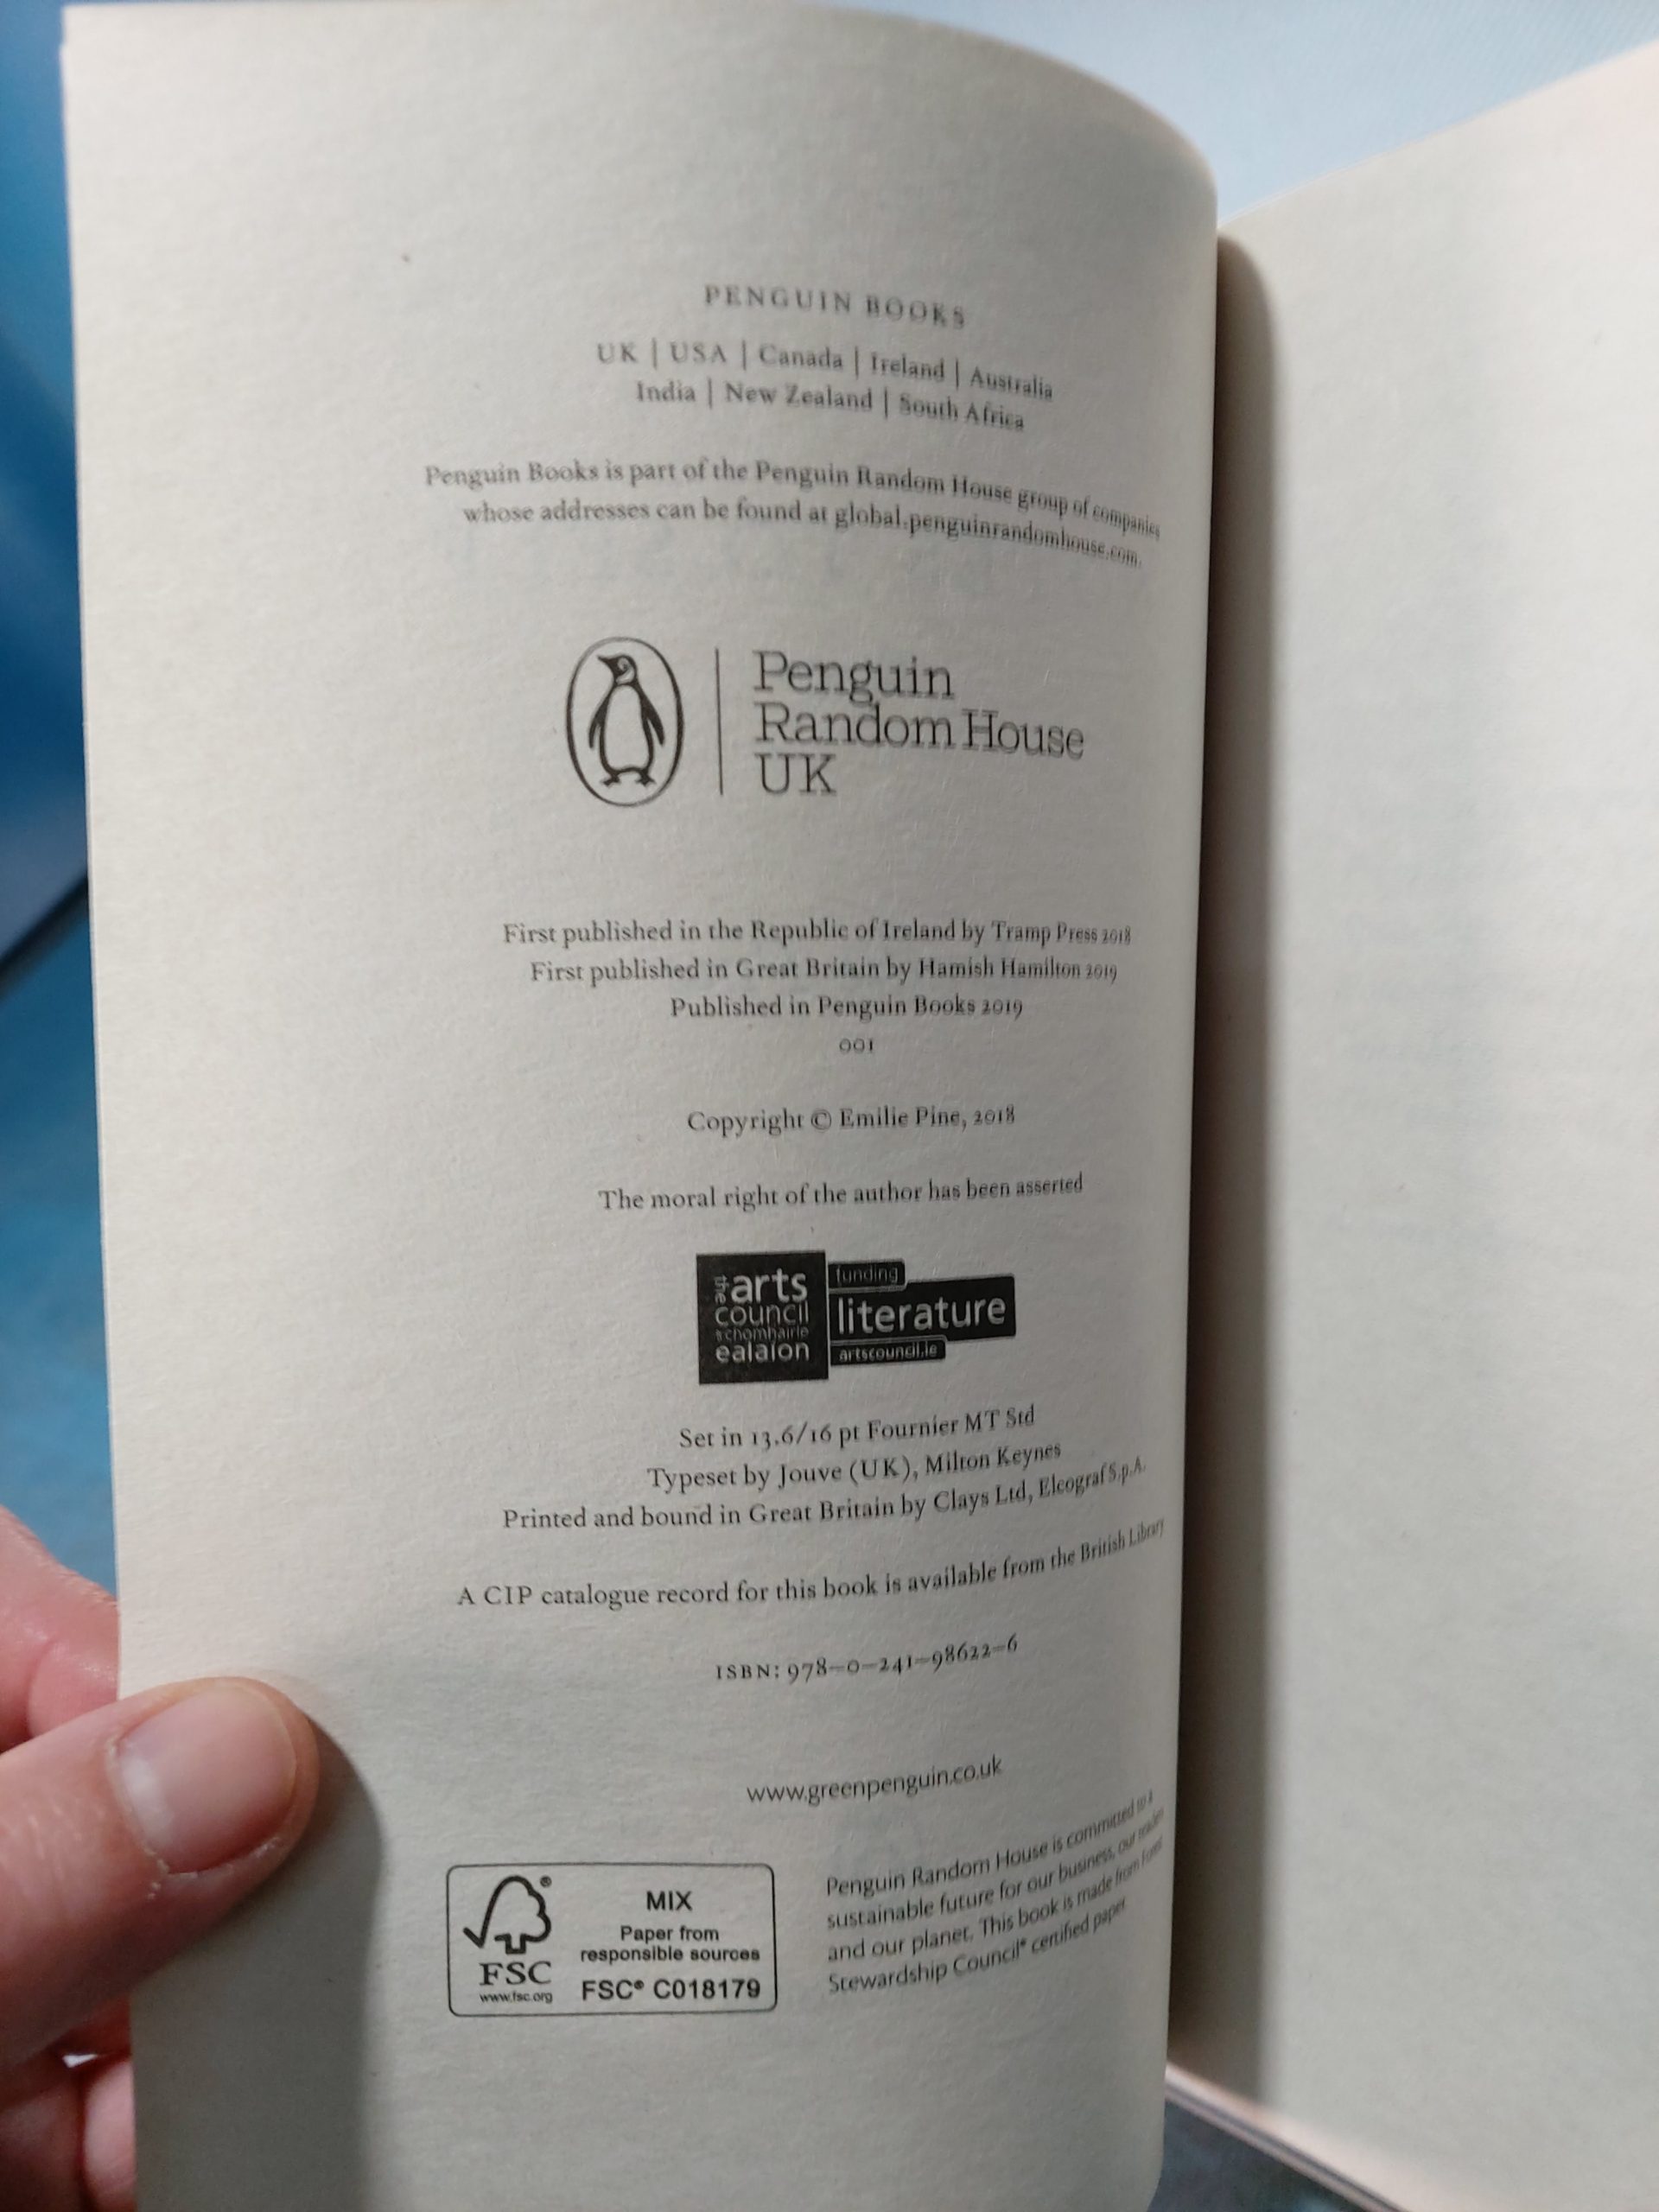 PENGUIN BOOKS
UK | USA | Canada | Ireland | Australia
India | New Zealand | South Africa
Penguin Books is part of the Penguin Random House group of companies
whose addresses can be found at global.penguinrandomhouse.com.
Penguin
Random House
UK
First published in the Republic of Ireland by Tramp Press 2018
First published in Great Britain by Hamish Hamilton 2019
Published in Penguin Books 2019
001
Copyright © Emilie Pine, 2018
The moral right of the author has been asserted
the arts
council
schomhairle
ealaíon
funding
literature
artscouncil.ie
Set in 13.6/16 pt Fournier MT Std
Typeset by Jouve (UK), Milton Keynes
Printed and bound in Great Britain by Clays Ltd, Elcograf S.p.A.
A CIP catalogue record for this book is available from the British Library
ISBN: 978–0–241–98622–6
www.greenpenguin.co.uk
MIX
Paper from
responsible sources
FSC® C018179
FSC
www.fsc.org
Penguin Random House is committed to a
sustainable future for our business, our readers
and our planet. This book is made from Forest
Stewardship Council® certified paper.